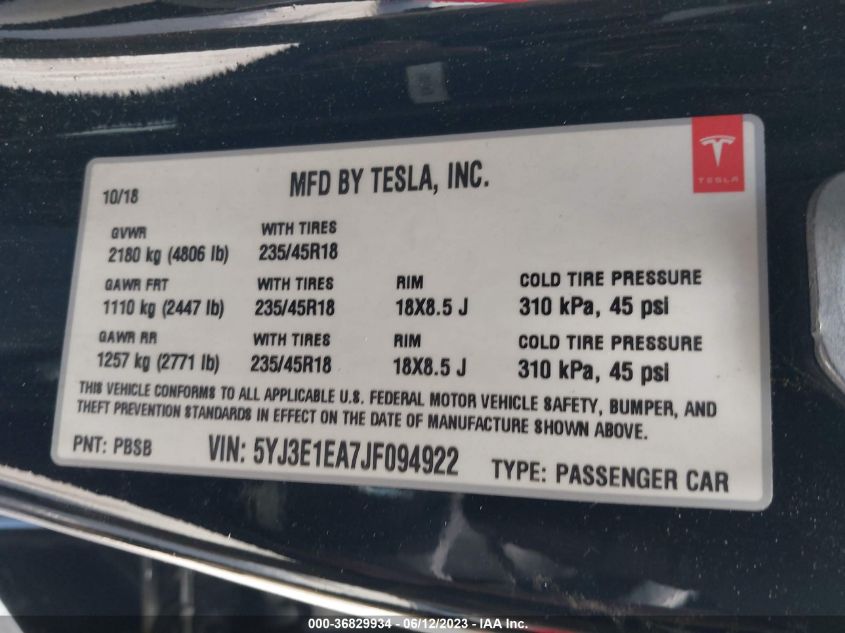 MFD BY TESLA, INC.
TESLA
10/18
GVWR WITH TIRES
2180 kg (4806 lb) 235/45R18
GAWR FRT WITH TIRES RIM COLD TIRE PRESSURE
1110 kg (2447 lb) 235/45R18 18X8.5 J 310 kPa, 45 psi
GAWR RR WITH TIRES RIM COLD TIRE PRESSURE
1257 kg (2771 lb) 235/45R18 18X8.5 J 310 kPa, 45 psi
THIS VEHICLE CONFORMS TO ALL APPLICABLE U.S. FEDERAL MOTOR VEHICLE SAFETY, BUMPER, AND
THEFT PREVENTION STANDARDS IN EFFECT ON THE DATE OF MANUFACTURE SHOWN ABOVE.
PNT: PBSB VIN: 5YJ3E1EA7JF094922 TYPE: PASSENGER CAR
000-36829934 - 06/12/2023 - IAA Inc.